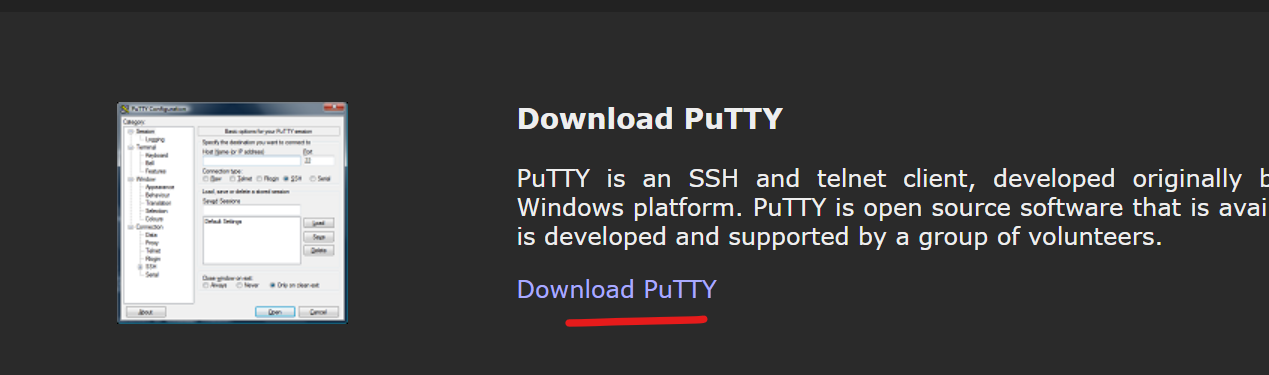 PuTTY Configuration
Category:
Session
Logging
Terminal
Keyboard
Bell
Features
Window
Appearance
Behaviour
Translation
Selection
Colours
Connection
Data
Proxy
Telnet
Rlogin
SSH
Serial
Basic options for your PuTTY session
Specify the destination you want to connect to
Host Name (or IP address)
Port
22
Connection type:
Raw Telnet Rlogin SSH Serial
Load, save or delete a stored session
Saved Sessions
Default Settings
Load
Save
Delete
Close window on exit:
Always Never Only on clean exit
About
Open
Cancel
Download PuTTY
PuTTY is an SSH and telnet client, developed originally b
Windows platform. PuTTY is open source software that is avai
is developed and supported by a group of volunteers.
Download PuTTY